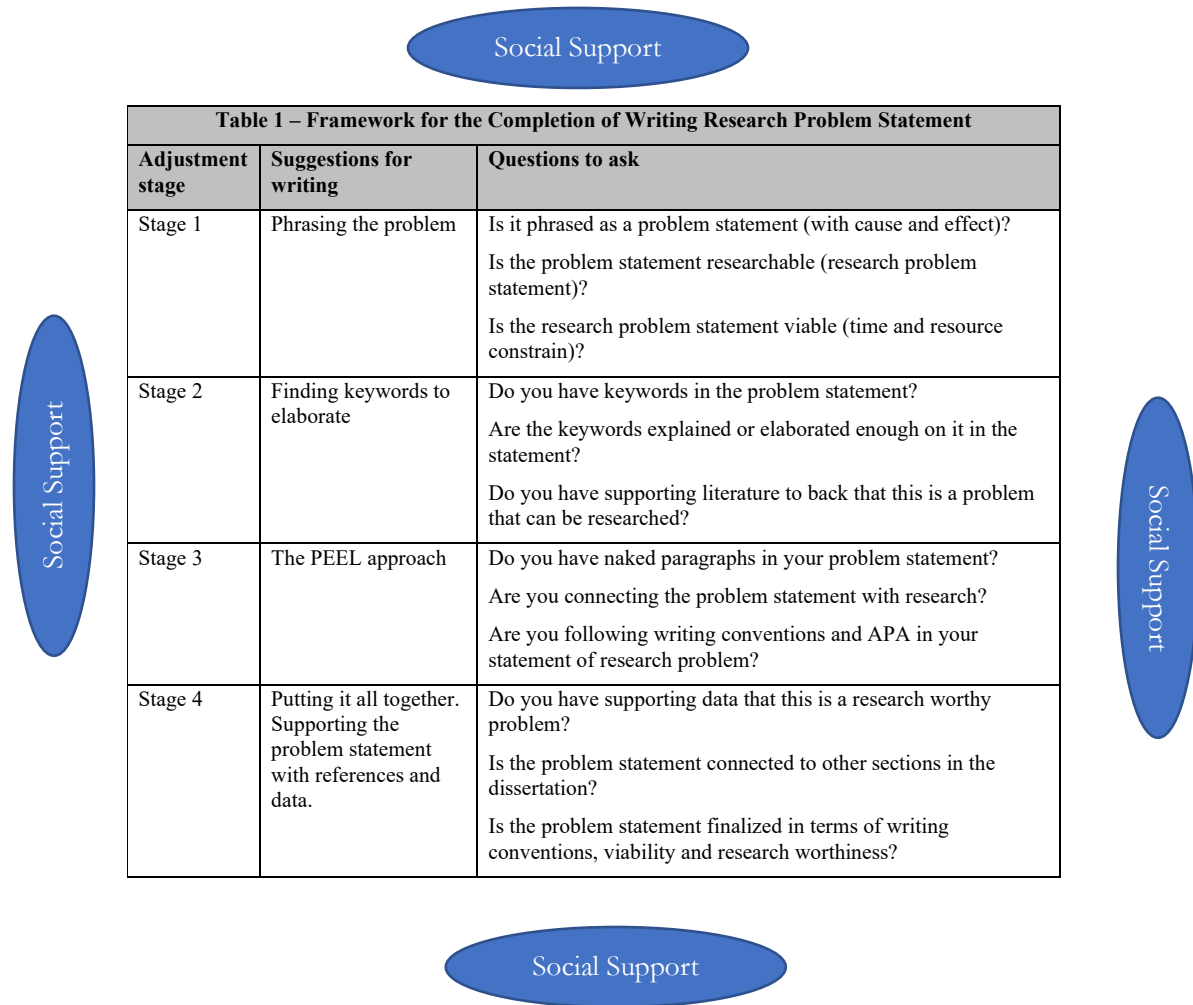 Social Support
Table 1 – Framework for the Completion of Writing Research Problem Statement
Adjustment stage
Suggestions for writing
Questions to ask
Stage 1
Phrasing the problem
Is it phrased as a problem statement (with cause and effect)?
Is the problem statement researchable (research problem
statement)?
Is the research problem statement viable (time and resource
constrain)?
Stage 2
Finding keywords to
elaborate
Do you have keywords in the problem statement?
Are the keywords explained or elaborated enough on it in the
statement?
Do you have supporting literature to back that this is a problem
that can be researched?
Stage 3
The PEEL approach
Do you have naked paragraphs in your problem statement?
Are you connecting the problem statement with research?
Are you following writing conventions and APA in your
statement of research problem?
Stage 4
Putting it all together.
Supporting the
problem statement
with references and
data.
Do you have supporting data that this is a research worthy
problem?
Is the problem statement connected to other sections in the
dissertation?
Is the problem statement finalized in terms of writing
conventions, viability and research worthiness?
Social Support
Social Support
Social Support